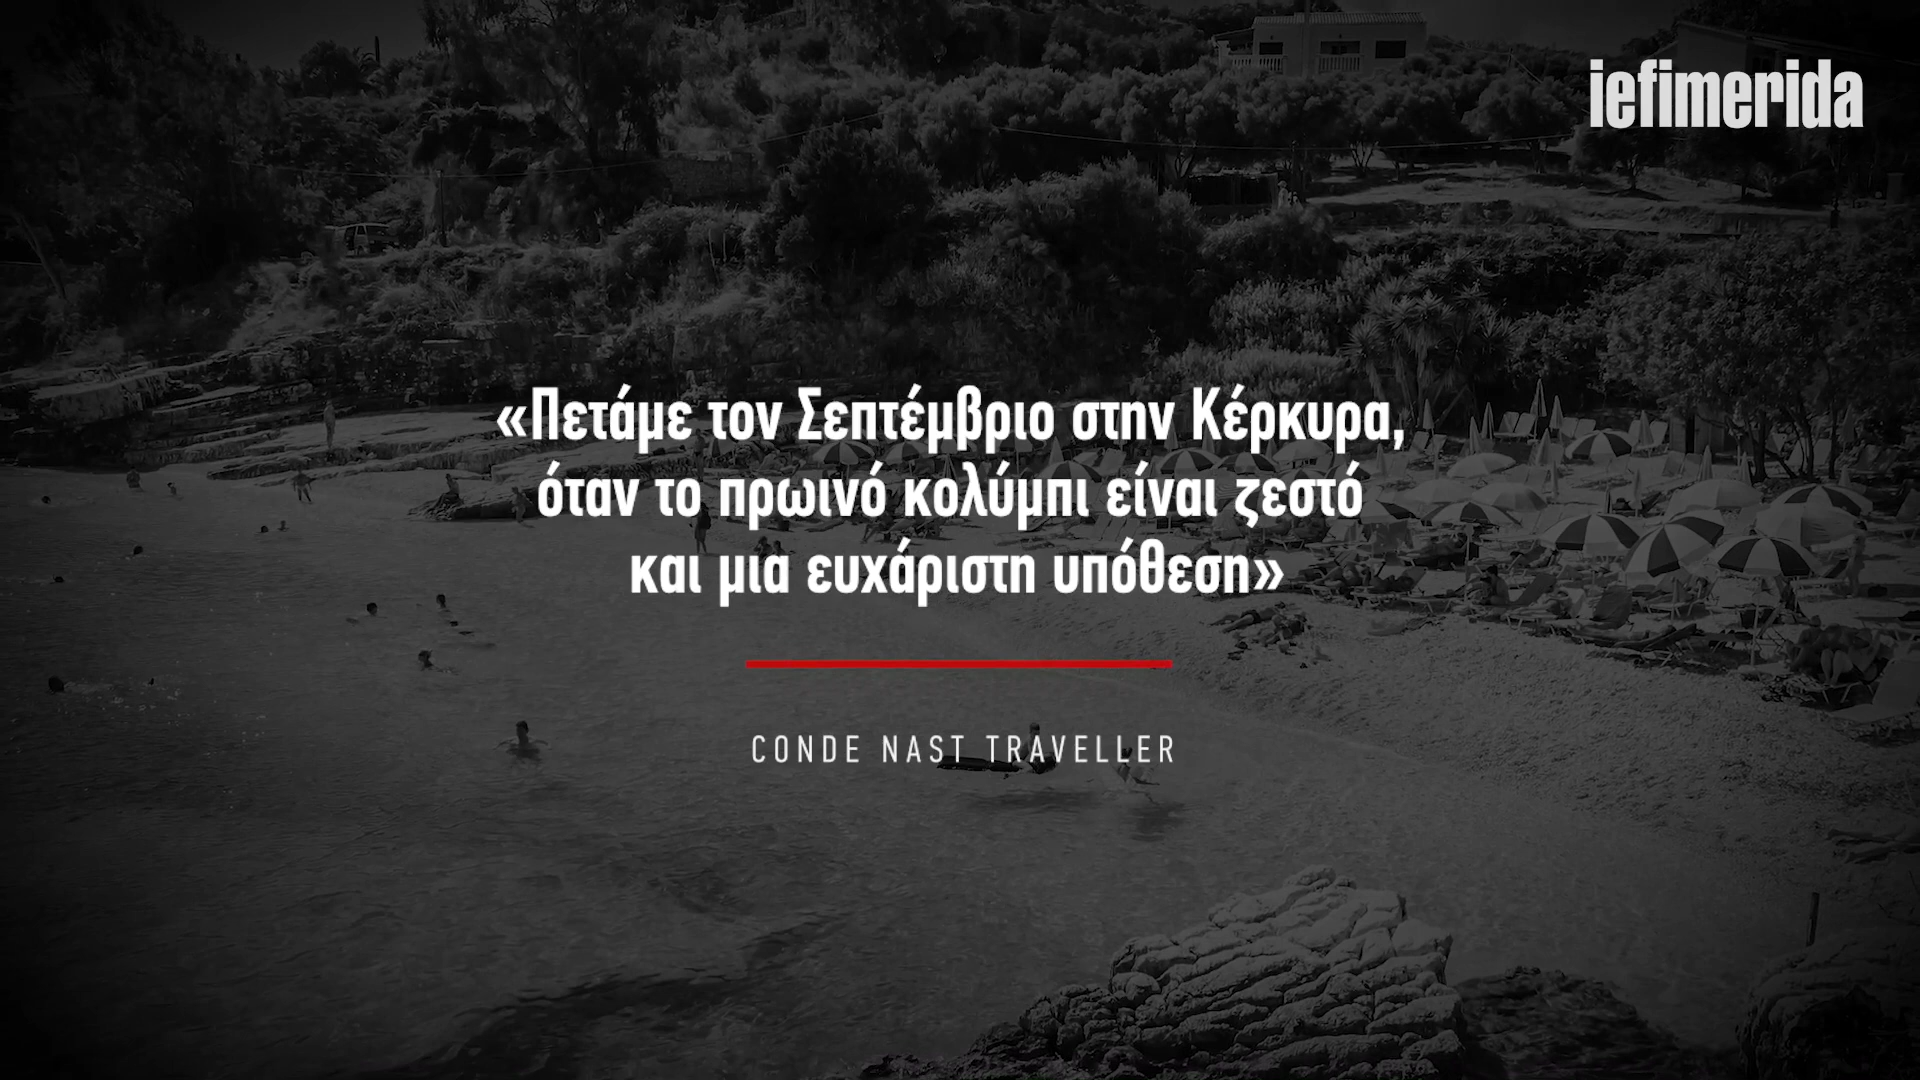 iefimerida
«Πετάμε τον Σεπτέμβριο στην Κέρκυρα,
όταν το πρωινό κολύμπι είναι ζεστό
και μια ευχάριστη υπόθεση»
CONDE NAST TRAVELLER